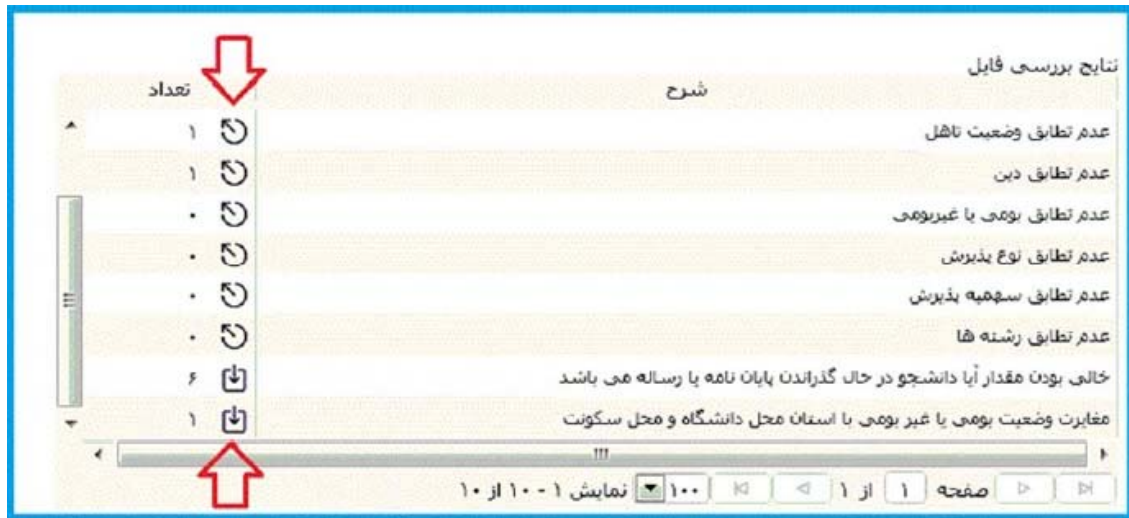 نتایج بررسی فایل
شرح تعداد
عدم تطابق وضعیت تاهل ۱
عدم تطابق دین ۱
عدم تطابق بومی یا غیربومی ۰
عدم تطابق نوع پذیرش ۰
عدم تطابق سهمیه پذیرش ۰
عدم تطابق رشته ها ۰
خالی بودن مقدار آیا دانشجو در حال گذراندن پایان نامه یا رساله می باشد ۶
مغایرت وضعیت بومی یا غیر بومی با استان محل دانشگاه و محل سکونت ۱
صفحه ۱ از ۱ ۱۰۰ نمایش ۱ - ۱۰ از ۱۰